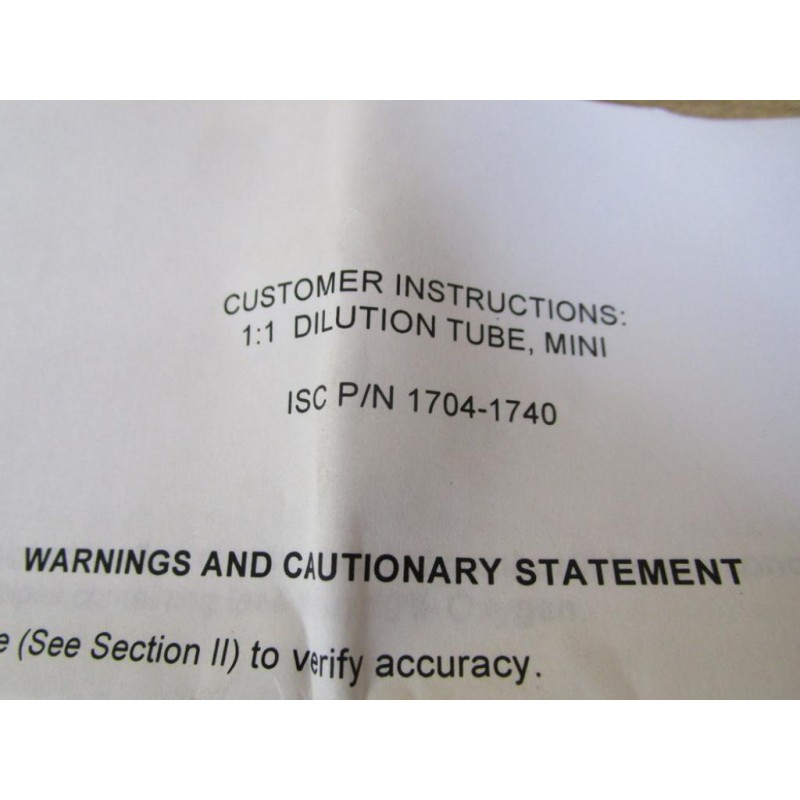 CUSTOMER INSTRUCTIONS:
1:1 DILUTION TUBE, MINI
ISC P/N 1704-1740
WARNINGS AND CAUTIONARY STATEMENT
(See Section II) to verify accuracy.